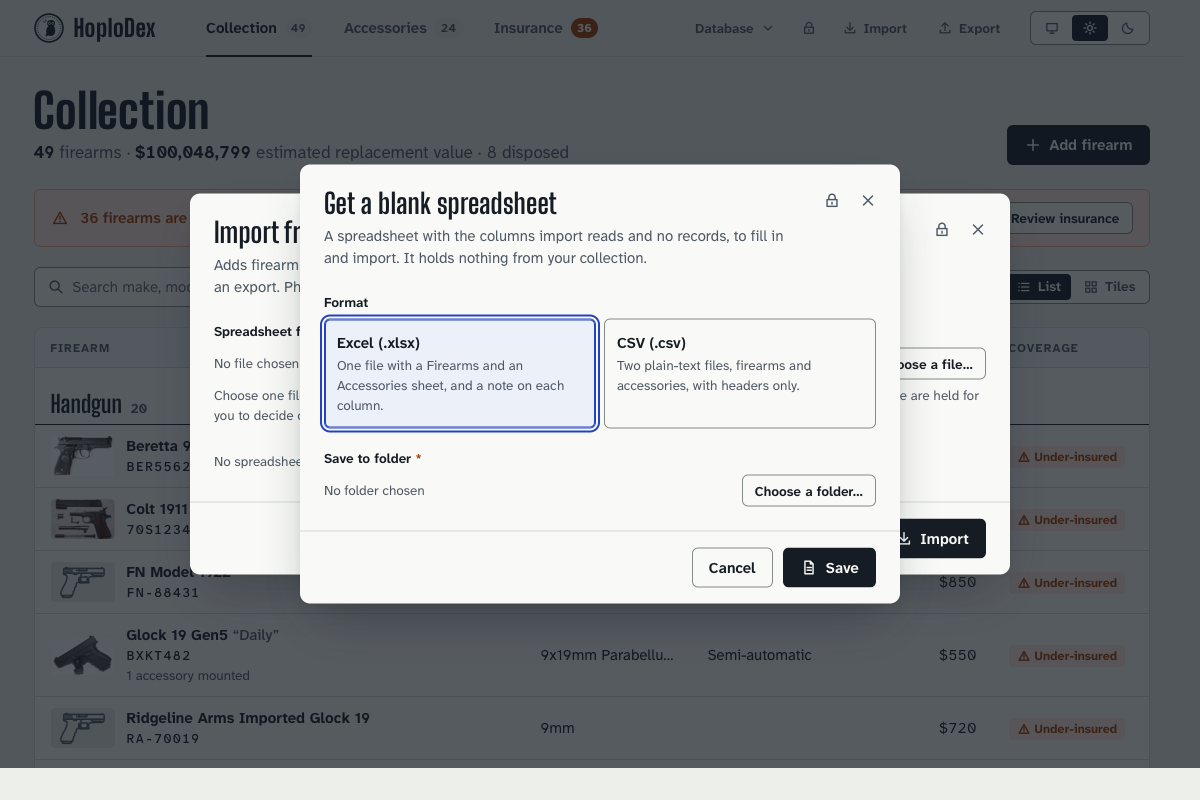 HoploDex
Collection 49
Accessories 24
Insurance 36
Database
Import
Export
Collection
49 firearms · $100,048,799 estimated replacement value · 8 disposed
Add firearm
36 firearms are
Review insurance
Search make,
List
Tiles
FIREARM
COVERAGE
Handgun 20
Beretta
BER5562
Under-insured
Colt 1911
70S1234
Under-insured
FN Model 1922
FN-88431
$850
Under-insured
Glock 19 Gen5 “Daily”
BXKT482
1 accessory mounted
9x19mm Parabellu...
Semi-automatic
$550
Under-insured
Ridgeline Arms Imported Glock 19
RA-70019
9mm
$720
Under-insured
Import
Adds
an export.
Spreadsheet
No file chosen
file...
Choose one
e are held for
you to decide
No
Import
Get a blank spreadsheet
A spreadsheet with the columns import reads and no records, to fill in
and import. It holds nothing from your collection.
Format
Excel (.xlsx)
One file with a Firearms and an
Accessories sheet, and a note on each
column.
CSV (.csv)
Two plain-text files, firearms and
accessories, with headers only.
Save to folder *
No folder chosen
Choose a folder...
Cancel
Save